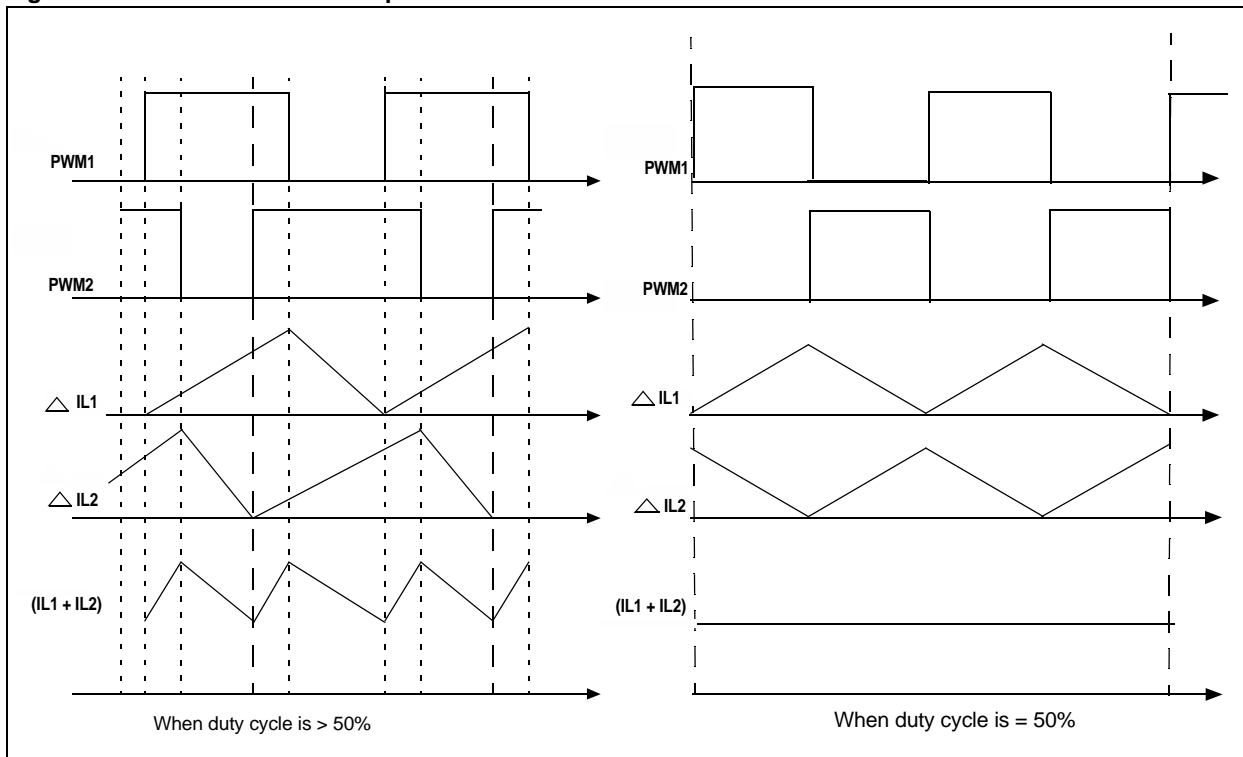 PWM1
PWM2
△ IL1
△ IL2
(IL1 + IL2)
When duty cycle is > 50%
PWM1
PWM2
△ IL1
△ IL2
(IL1 + IL2)
When duty cycle is = 50%